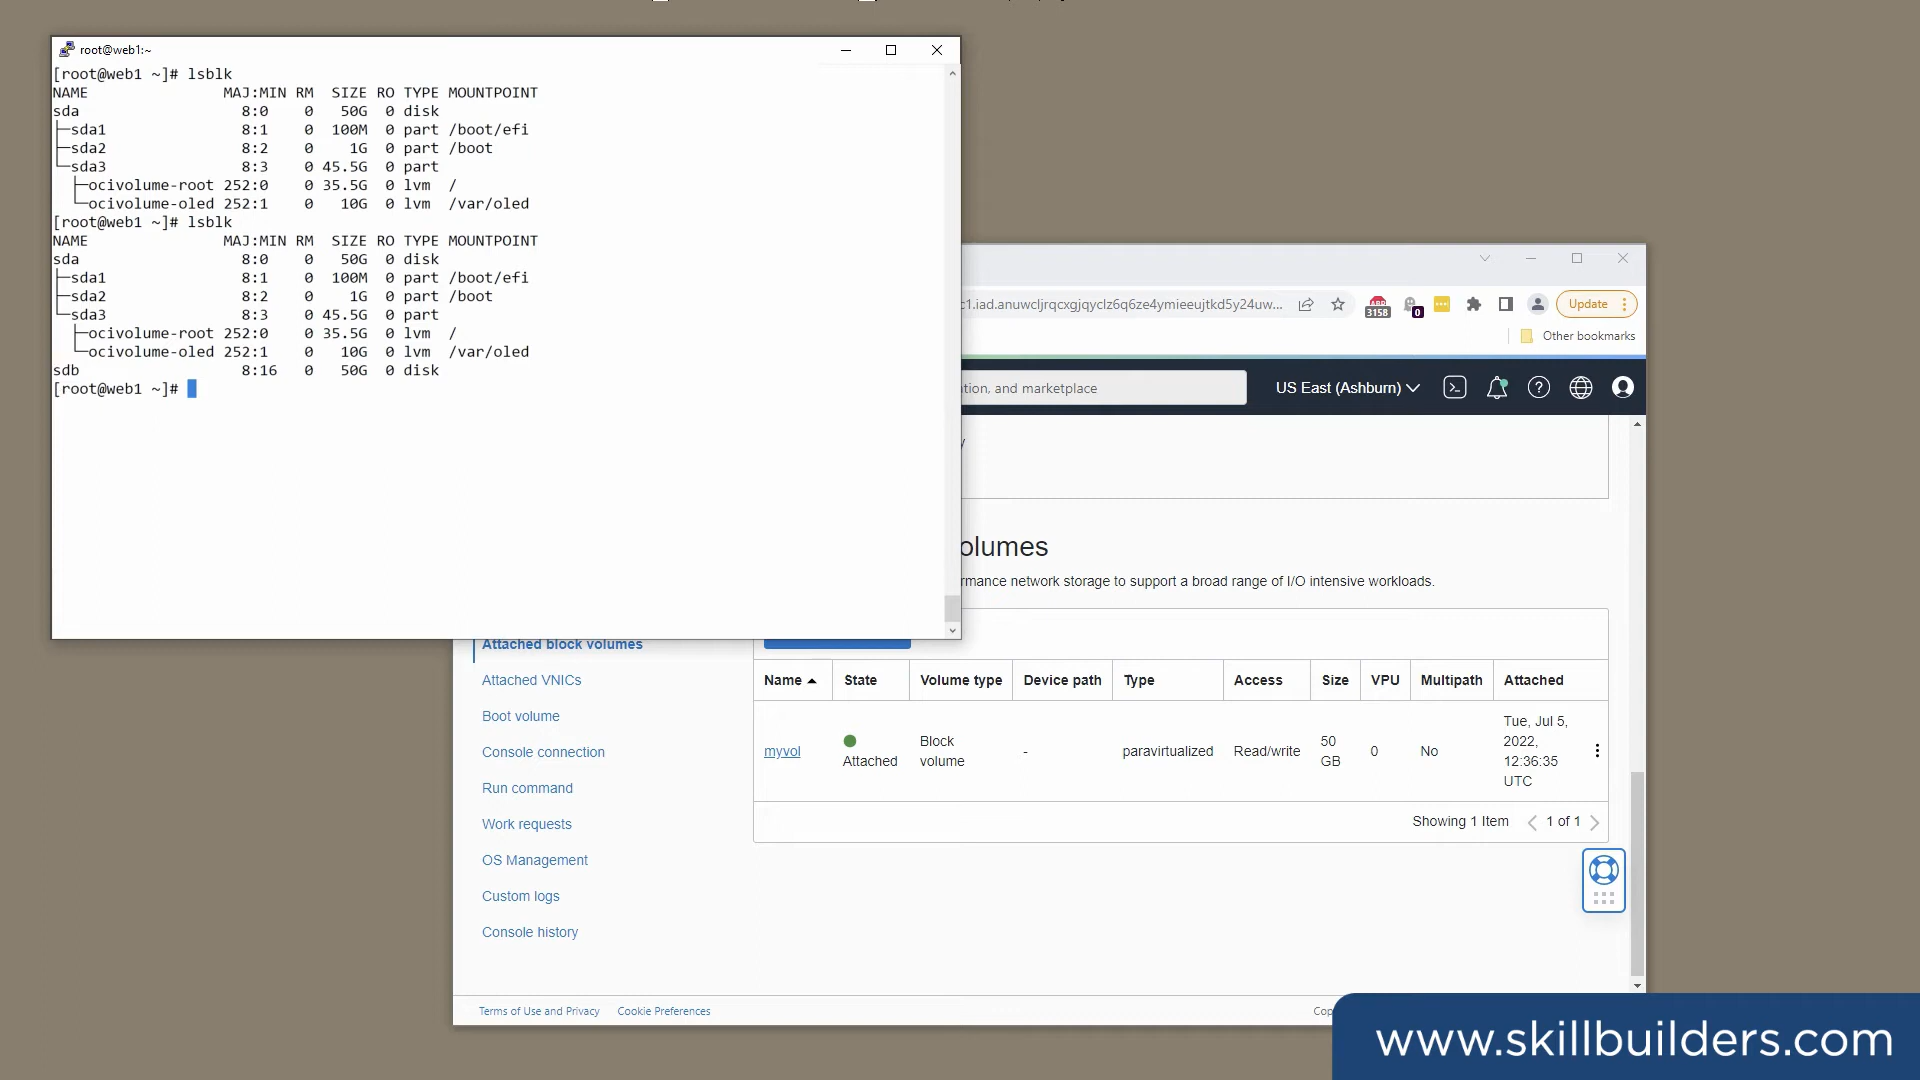 root@web1:~
[root@web1 ~]# lsblk
NAME MAJ:MIN RM SIZE RO TYPE MOUNTPOINT
sda 8:0 0 50G 0 disk
├─sda1 8:1 0 100M 0 part /boot/efi
├─sda2 8:2 0 1G 0 part /boot
└─sda3 8:3 0 45.5G 0 part
├─ocivolume-root 252:0 0 35.5G 0 lvm /
└─ocivolume-oled 252:1 0 10G 0 lvm /var/oled
[root@web1 ~]# lsblk
NAME MAJ:MIN RM SIZE RO TYPE MOUNTPOINT
sda 8:0 0 50G 0 disk
├─sda1 8:1 0 100M 0 part /boot/efi
├─sda2 8:2 0 1G 0 part /boot
└─sda3 8:3 0 45.5G 0 part
├─ocivolume-root 252:0 0 35.5G 0 lvm /
└─ocivolume-oled 252:1 0 10G 0 lvm /var/oled
sdb 8:16 0 50G 0 disk
[root@web1 ~]#
3158 0 Update
Other bookmarks
and marketplace US East (Ashburn)
olumes
network storage to support a broad range of I/O intensive workloads.
Attached block volumes
Attached VNICs
Boot volume
Console connection
Run command
Work requests
OS Management
Custom logs
Console history
Name State Volume type Device path Type Access Size VPU Multipath Attached
myvol Attached Block volume - paravirtualized Read/write 50 GB 0 No Tue, Jul 5, 2022, 12:36:35 UTC
Showing 1 Item 1 of 1
Terms of Use and Privacy Cookie Preferences
www.skillbuilders.com